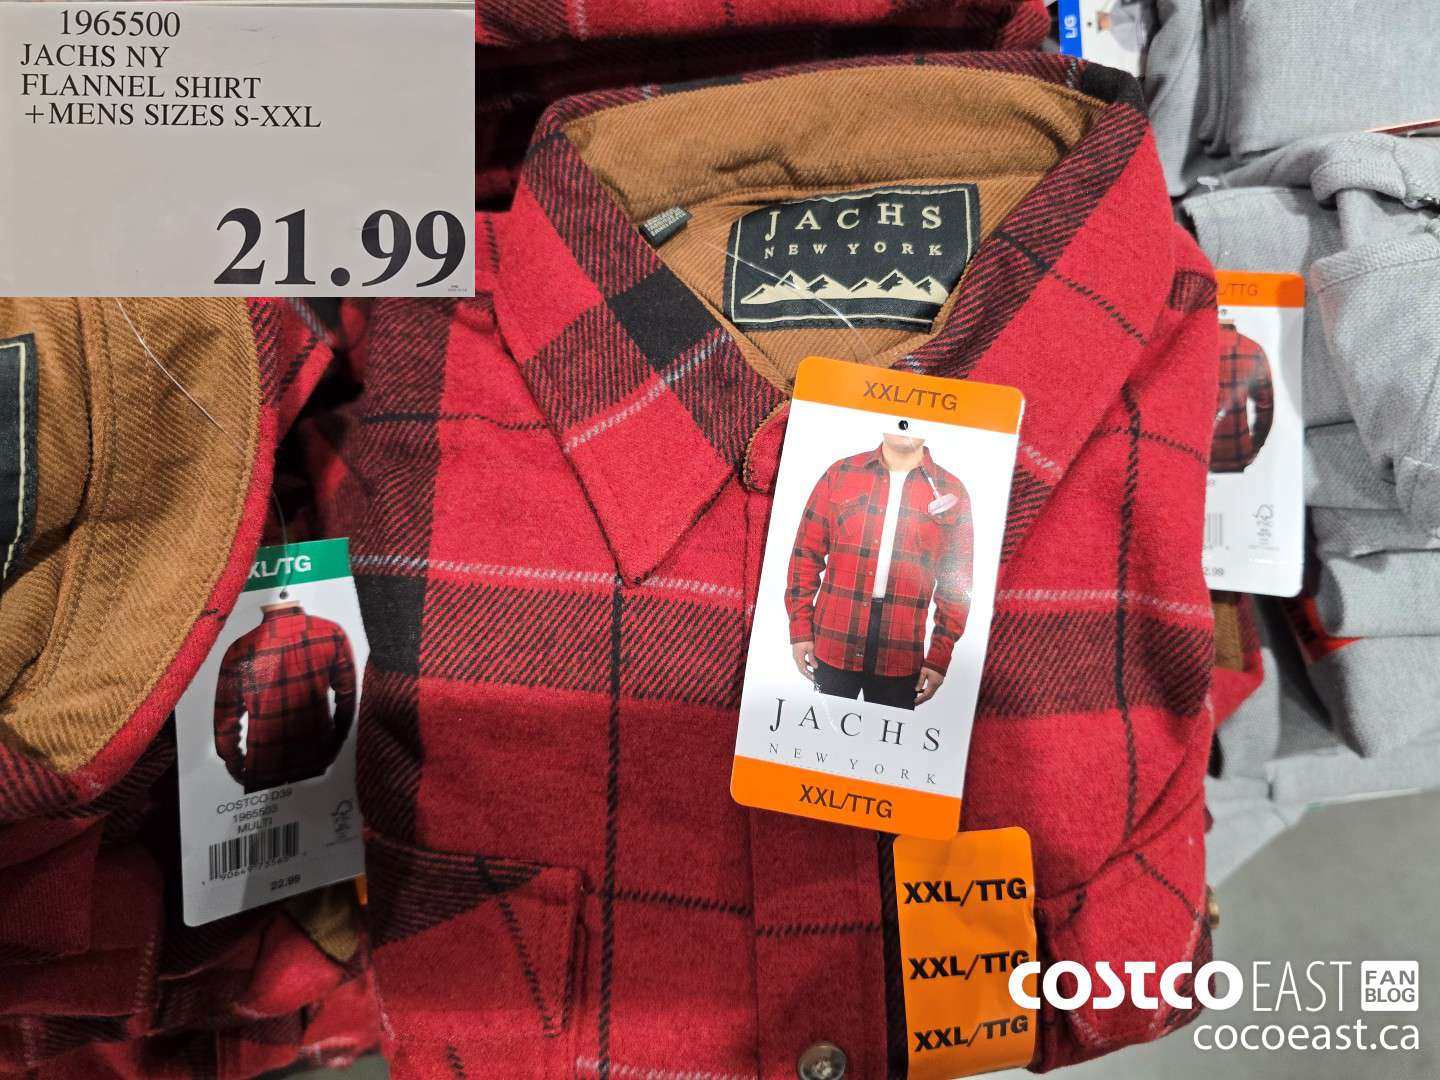 1965500
JACHS NY
FLANNEL SHIRT
+MENS SIZES S-XXL
21.99
L/G
JACHS
NEW YORK
XXL/TTG
JACHS
NEW YORK
XXL/TTG
XXL/TTG
XXL/TTG
XXL/TTG
XL/TG
COSTCO D39
1965503
MULTI
22.99
L/TTG
2.99
COSTCO EAST FAN BLOG
cocoeast.ca